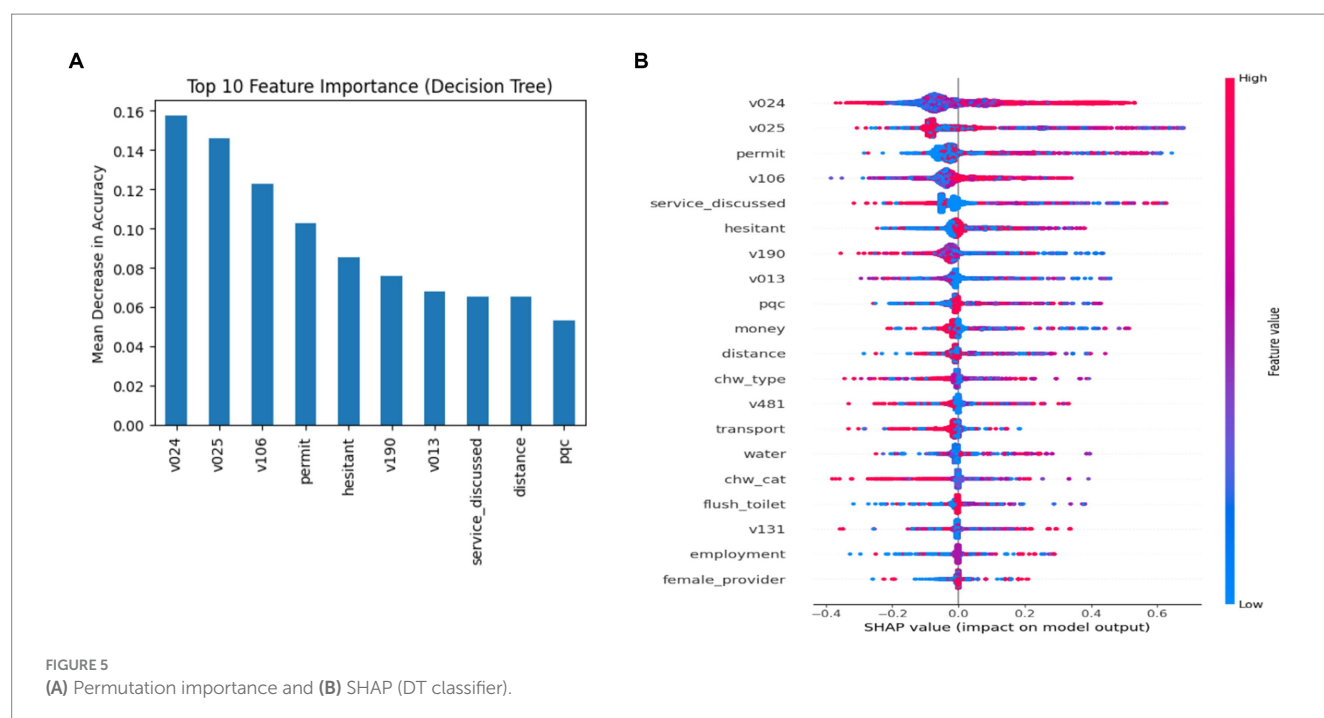 A
Top 10 Feature Importance (Decision Tree)
Mean Decrease in Accuracy
0.16
0.14
0.12
0.10
0.08
0.06
0.04
0.02
0.00
v024
v025
v106
permit
hesitant
v190
v013
service_discussed
distance
pqc
B
v024
v025
permit
v106
service_discussed
hesitant
v190
v013
pqc
money
distance
chw_type
v481
transport
water
chw_cat
flush_toilet
v131
employment
female_provider
−0.4 −0.2 0.0 0.2 0.4 0.6
SHAP value (impact on model output)
High
Feature value
Low
FIGURE 5
(A) Permutation importance and (B) SHAP (DT classifier).